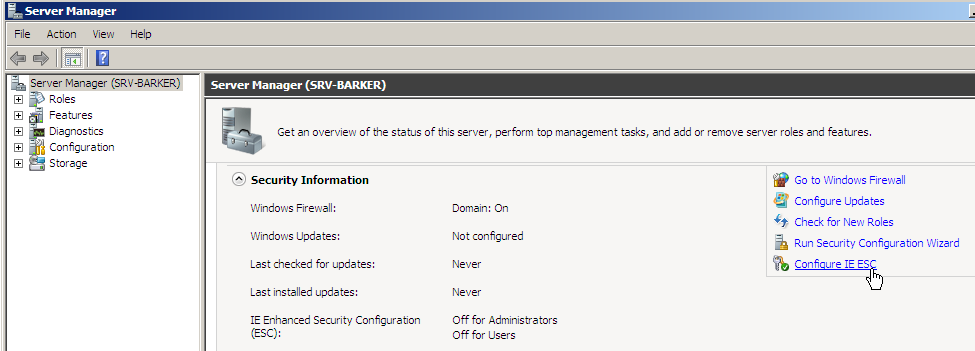 Server Manager
File Action View Help
Server Manager (SRV-BARKER)
Roles
Features
Diagnostics
Configuration
Storage
Server Manager (SRV-BARKER)
Get an overview of the status of this server, perform top management tasks, and add or remove server roles and features.
Security Information
Windows Firewall: Domain: On
Windows Updates: Not configured
Last checked for updates: Never
Last installed updates: Never
IE Enhanced Security Configuration Off for Administrators
(ESC): Off for Users
Go to Windows Firewall
Configure Updates
Check for New Roles
Run Security Configuration Wizard
Configure IE ESC